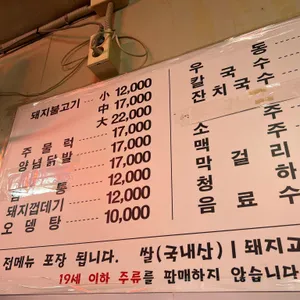 돼지불고기 ··· 小 12,000
中 17,000
大 22,000
주물럭 ······ 17,000
양념닭발 ······ 17,000
통 ······ 12,000
돼지껍데기 ··· 12,000
오뎅탕 ······ 10,000
우동
칼국수
잔치국수
소주
맥주
막걸리
청하
음료수
전메뉴 포장 됩니다. 쌀(국내산) | 돼지고
19세 이하 주류를 판매하지 않습니다